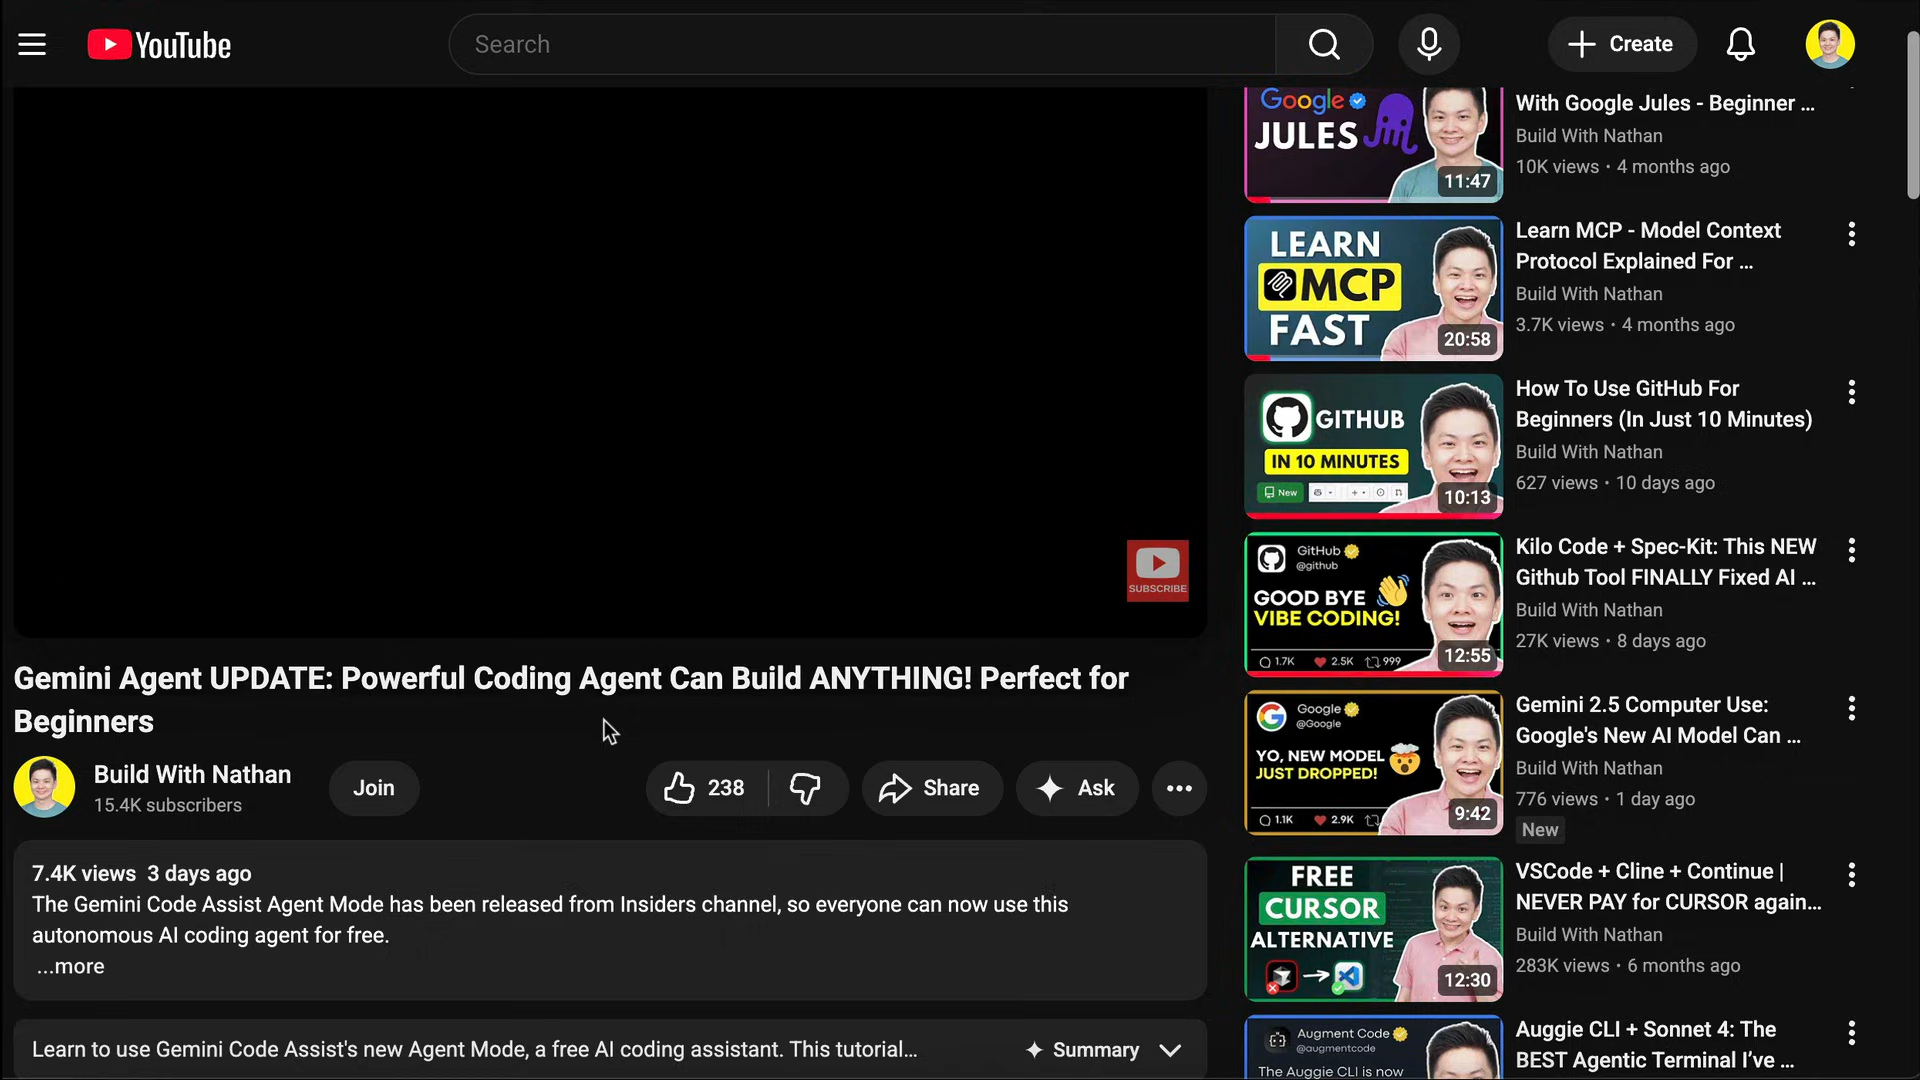 YouTube
Search
Create
SUBSCRIBE
Gemini Agent UPDATE: Powerful Coding Agent Can Build ANYTHING! Perfect for
Beginners
Build With Nathan
15.4K subscribers
Join
238
Share
Ask
7.4K views 3 days ago
The Gemini Code Assist Agent Mode has been released from Insiders channel, so everyone can now use this
autonomous AI coding agent for free.
...more
Learn to use Gemini Code Assist's new Agent Mode, a free AI coding assistant. This tutorial...
Summary
Google
JULES
11:47
With Google Jules - Beginner ...
Build With Nathan
10K views • 4 months ago
LEARN
MCP
FAST
20:58
Learn MCP - Model Context
Protocol Explained For ...
Build With Nathan
3.7K views • 4 months ago
GITHUB
IN 10 MINUTES
New
10:13
How To Use GitHub For
Beginners (In Just 10 Minutes)
Build With Nathan
627 views • 10 days ago
GitHub
@github
GOOD BYE
VIBE CODING!
1.7K 2.5K 999
12:55
Kilo Code + Spec-Kit: This NEW
Github Tool FINALLY Fixed AI ...
Build With Nathan
27K views • 8 days ago
Google
@Google
YO, NEW MODEL
JUST DROPPED!
1.1K 2.9K
9:42
Gemini 2.5 Computer Use:
Google's New AI Model Can ...
Build With Nathan
776 views • 1 day ago
New
FREE
CURSOR
ALTERNATIVE
12:30
VSCode + Cline + Continue |
NEVER PAY for CURSOR again...
Build With Nathan
283K views • 6 months ago
Augment Code
@augmentcode
The Auggie CLI is now
Auggie CLI + Sonnet 4: The
BEST Agentic Terminal I've ...